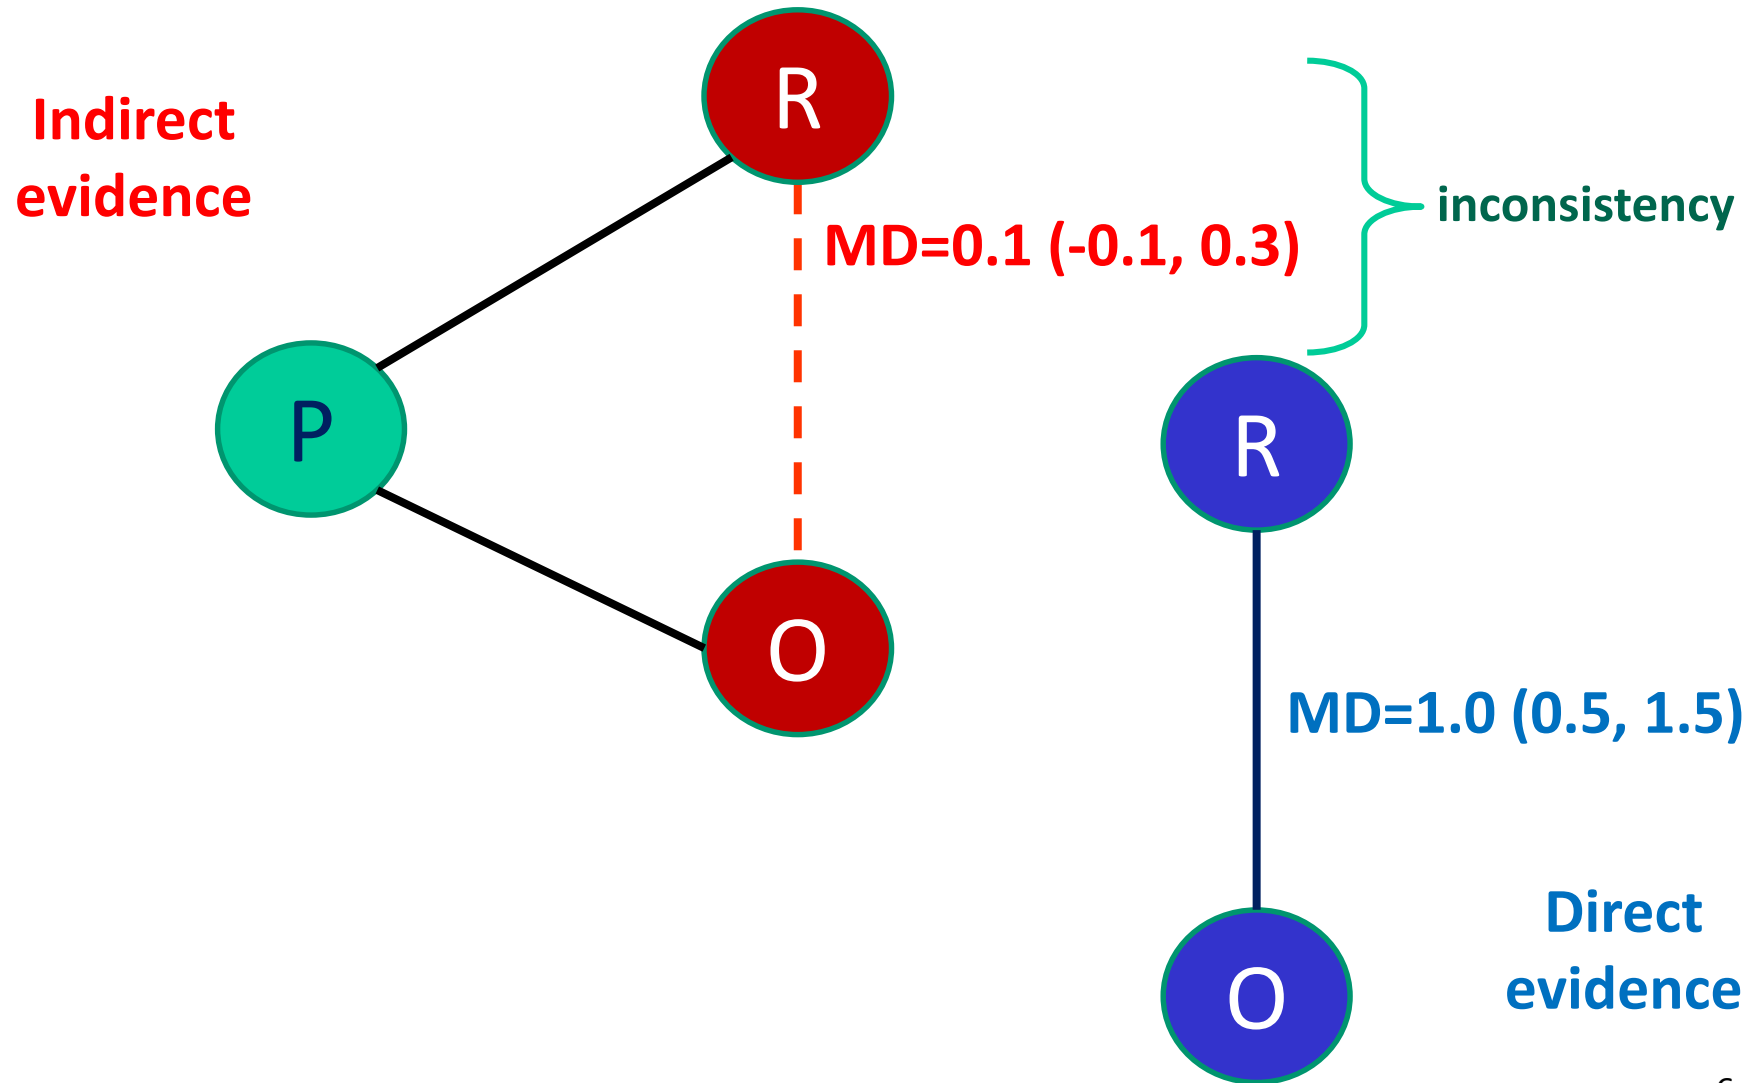 R
Indirect
evidence
inconsistency
MD=0.1 (-0.1, 0.3)
P
R
O
MD=1.0 (0.5, 1.5)
Direct
evidence
O